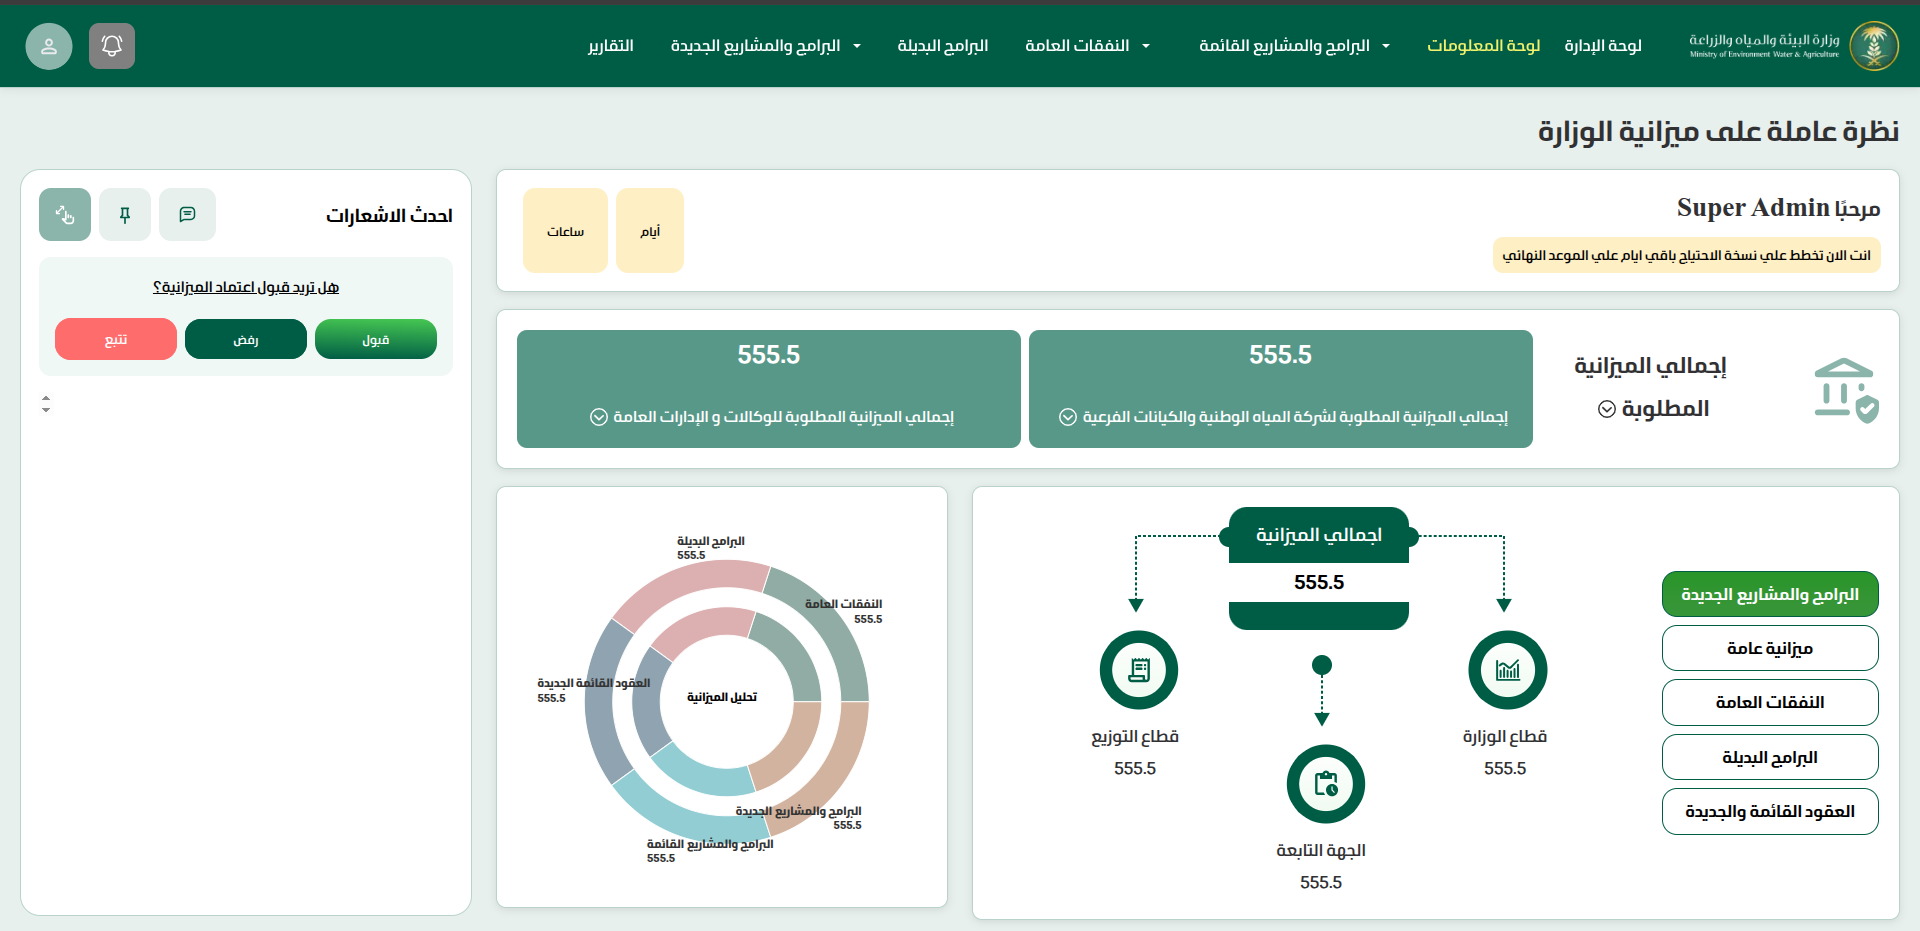 وزارة البيئة والمياه والزراعة
Ministry of Environment Water & Agriculture
لوحة الإدارة
لوحة المعلومات
البرامج والمشاريع القائمة
النفقات العامة
البرامج البديلة
البرامج والمشاريع الجديدة
التقارير
نظرة عاملة على ميزانية الوزارة
مرحبًا Super Admin
انت الان تخطط علي نسخة الاحتياج باقي ايام علي الموعد النهائي
أيام
ساعات
إجمالي الميزانية
المطلوبة
555.5
إجمالي الميزانية المطلوبة لشركة المياه الوطنية والكيانات الفرعية
555.5
إجمالي الميزانية المطلوبة للوكالات و الإدارات العامة
البرامج والمشاريع الجديدة
ميزانية عامة
النفقات العامة
البرامج البديلة
العقود القائمة والجديدة
اجمالي الميزانية
555.5
قطاع الوزارة
555.5
قطاع التوزيع
555.5
الجهة التابعة
555.5
البرامج البديلة
555.5
النفقات العامة
555.5
العقود القائمة الجديدة
555.5
تحليل الميزانية
البرامج والمشاريع الجديدة
555.5
البرامج والمشاريع القائمة
555.5
احدث الاشعارات
هل تريد قبول اعتماد الميزانية؟
قبول
رفض
تتبع